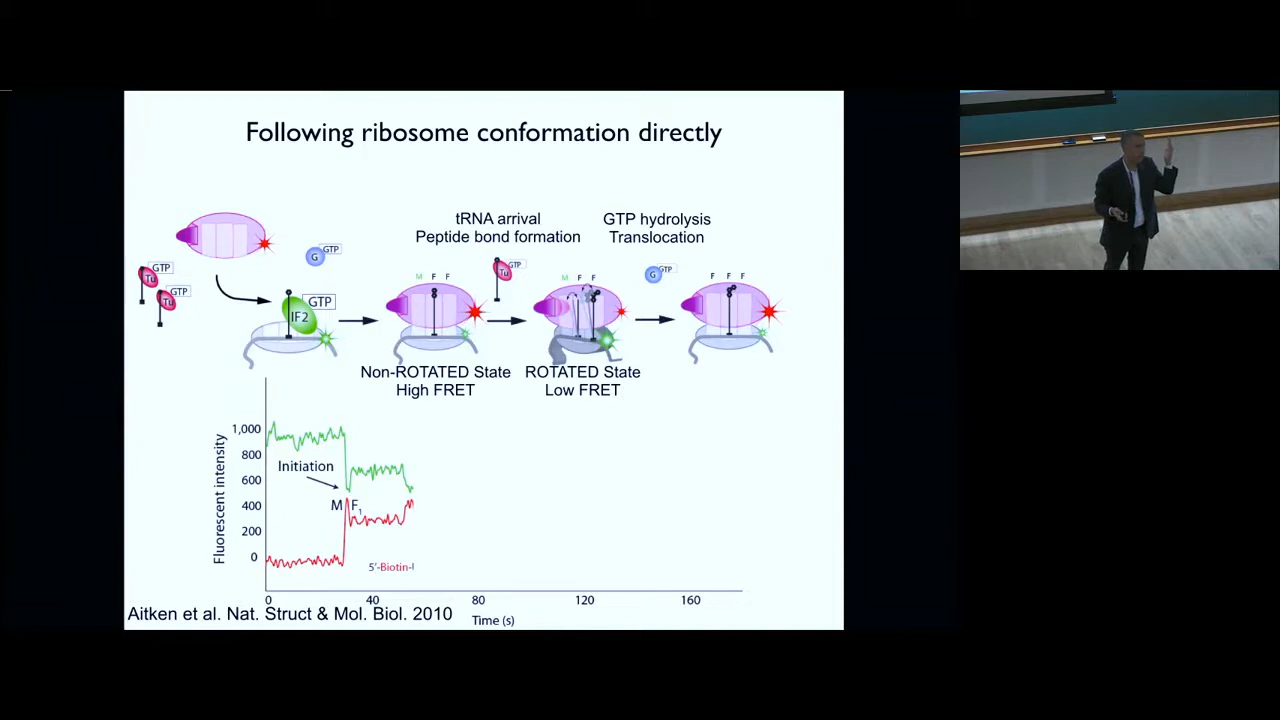 Following ribosome conformation directly
tRNA arrival
Peptide bond formation
GTP hydrolysis
Translocation
GTP
Tu
GTP
Tu
G GTP
GTP
IF2
M F F
Tu GTP
M F F
G GTP
F F F
Non-ROTATED State
High FRET
ROTATED State
Low FRET
Fluorescent intensity
1,000
800
600
400
200
0
Initiation
M F1
5'-Biotin-
0 40 80 120 160
Time (s)
Aitken et al. Nat. Struct & Mol. Biol. 2010